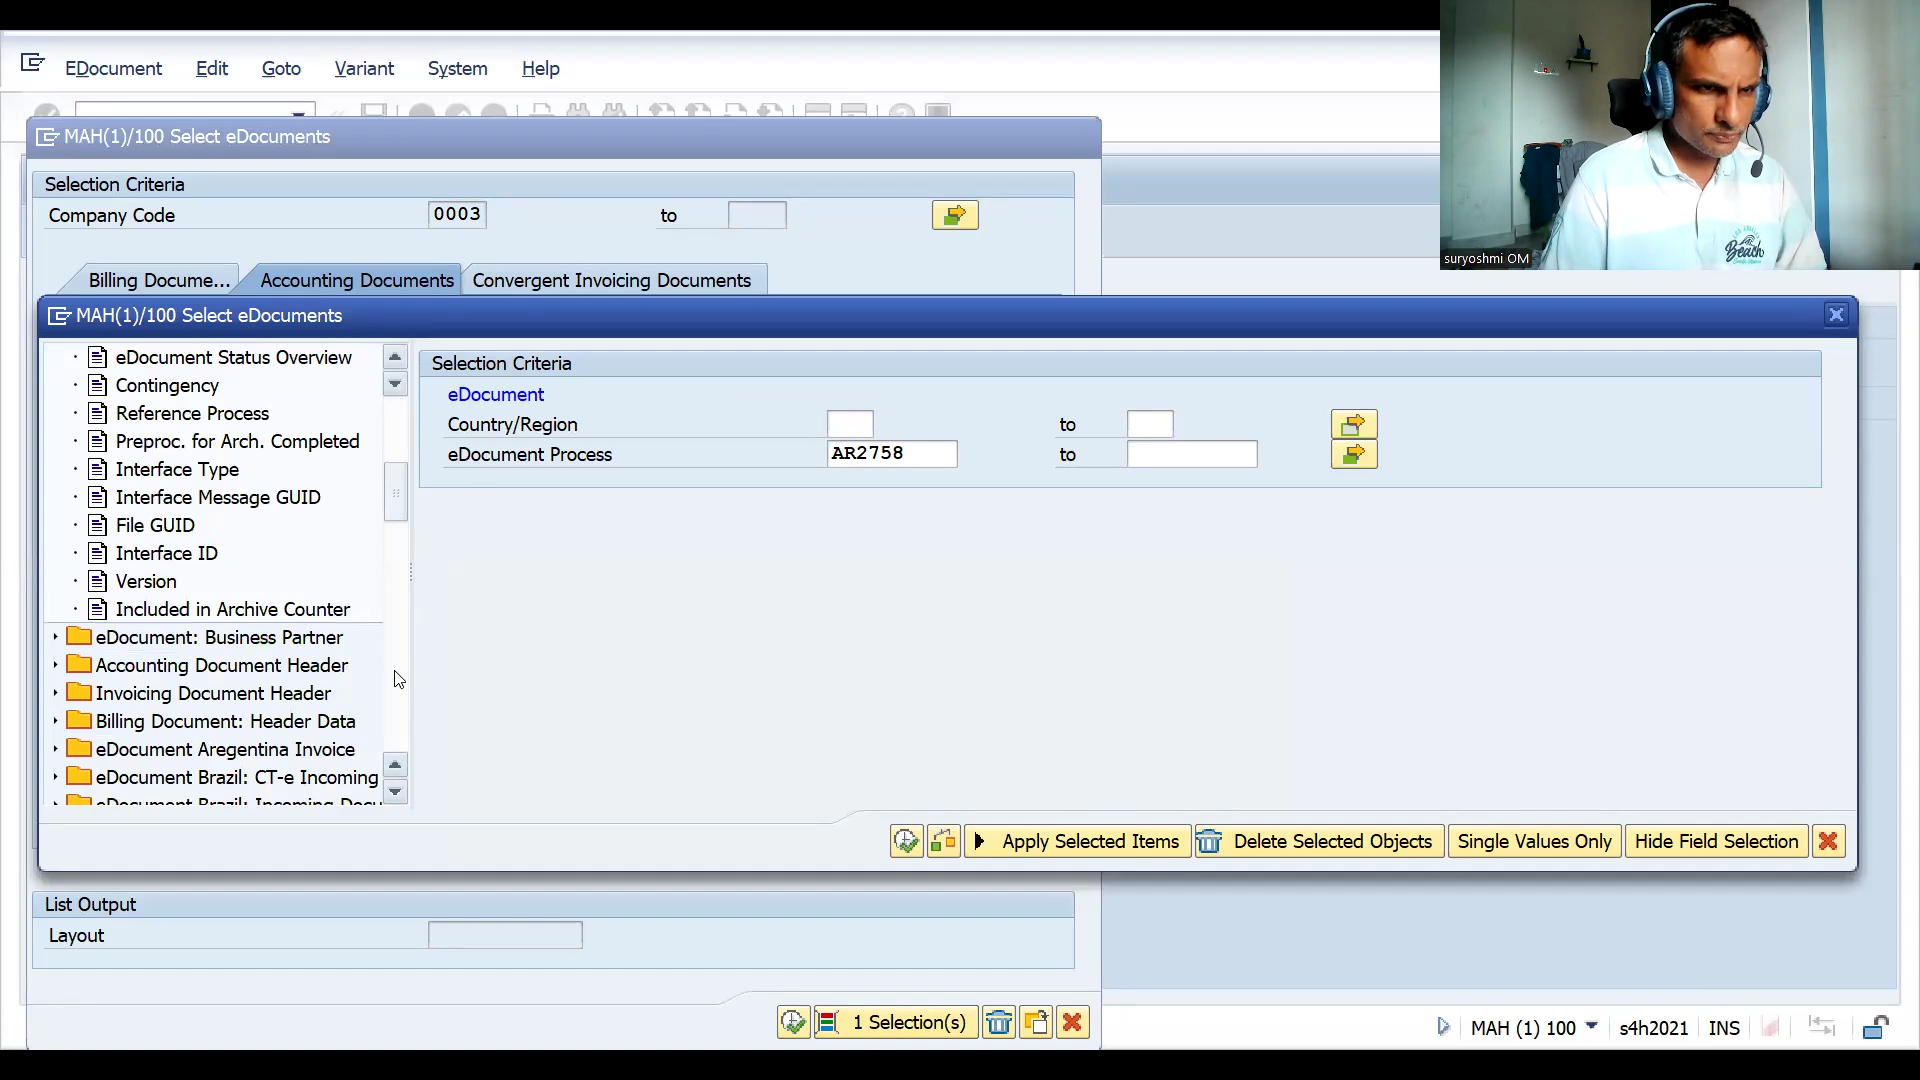 EDocument Edit Goto Variant System Help
MAH(1)/100 Select eDocuments
Selection Criteria
Company Code 0003 to
Billing Docume... Accounting Documents Convergent Invoicing Documents
MAH(1)/100 Select eDocuments
eDocument Status Overview
Contingency
Reference Process
Preproc. for Arch. Completed
Interface Type
Interface Message GUID
File GUID
Interface ID
Version
Included in Archive Counter
eDocument: Business Partner
Accounting Document Header
Invoicing Document Header
Billing Document: Header Data
eDocument Aregentina Invoice
eDocument Brazil: CT-e Incoming
eDocument Brazil: Incoming Docu
Selection Criteria
eDocument
Country/Region to
eDocument Process AR2758 to
Apply Selected Items Delete Selected Objects Single Values Only Hide Field Selection
List Output
Layout
1 Selection(s)
MAH (1) 100 s4h2021 INS
suryoshmi OM
Beach